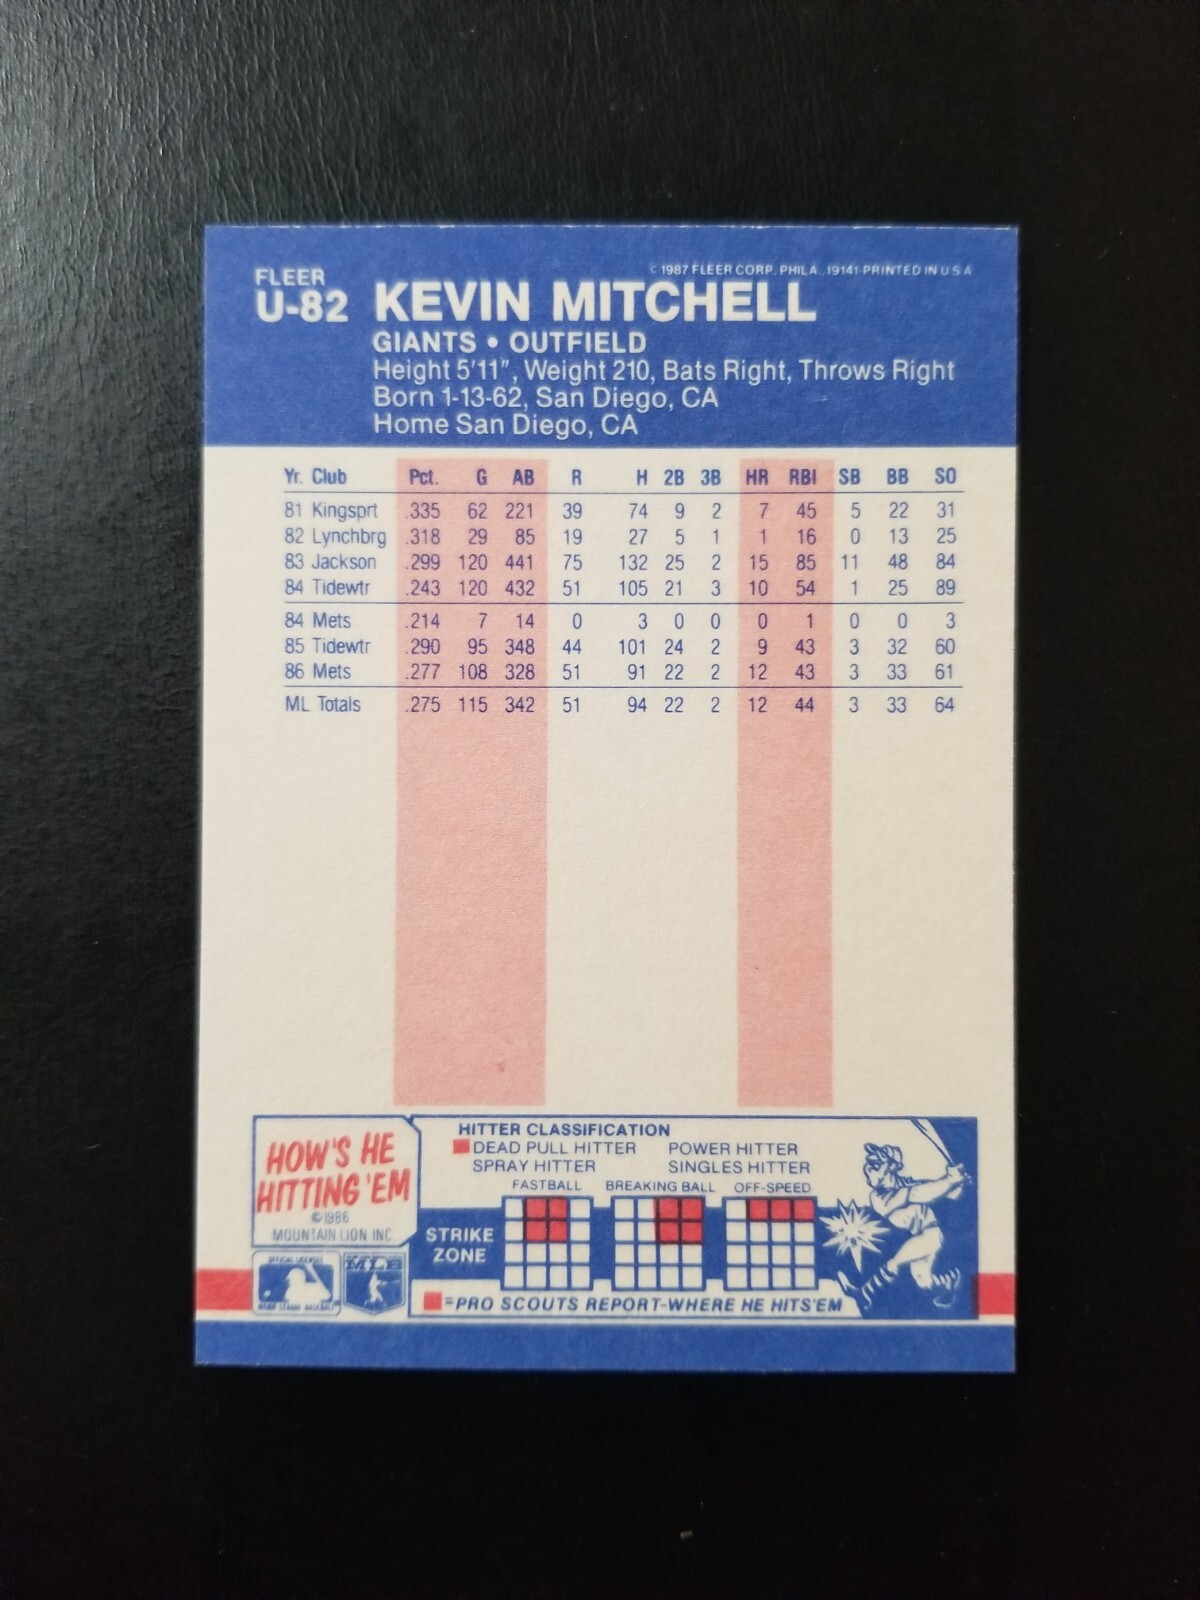 FLEER
© 1987 FLEER CORP. PHILA. 19141-PRINTED IN U S A
U-82 KEVIN MITCHELL
GIANTS • OUTFIELD
Height 5'11", Weight 210, Bats Right, Throws Right
Born 1-13-62, San Diego, CA
Home San Diego, CA
Yr. Club Pct. G AB R H 2B 3B HR RBI SB BB SO
81 Kingsprt .335 62 221 39 74 9 2 7 45 5 22 31
82 Lynchbrg .318 29 85 19 27 5 1 1 16 0 13 25
83 Jackson .299 120 441 75 132 25 2 15 85 11 48 84
84 Tidewtr .243 120 432 51 105 21 3 10 54 1 25 89
84 Mets .214 7 14 0 3 0 0 0 1 0 0 3
85 Tidewtr .290 95 348 44 101 24 2 9 43 3 32 60
86 Mets .277 108 328 51 91 22 2 12 43 3 33 61
ML Totals .275 115 342 51 94 22 2 12 44 3 33 64
HOW'S HE
HITTING 'EM
©1986
MOUNTAIN LION INC.
HITTER CLASSIFICATION
DEAD PULL HITTER POWER HITTER
SPRAY HITTER SINGLES HITTER
FASTBALL BREAKING BALL OFF-SPEED
STRIKE
ZONE
=PRO SCOUTS REPORT-WHERE HE HITS'EM
MAJOR LEAGUE BASEBALL